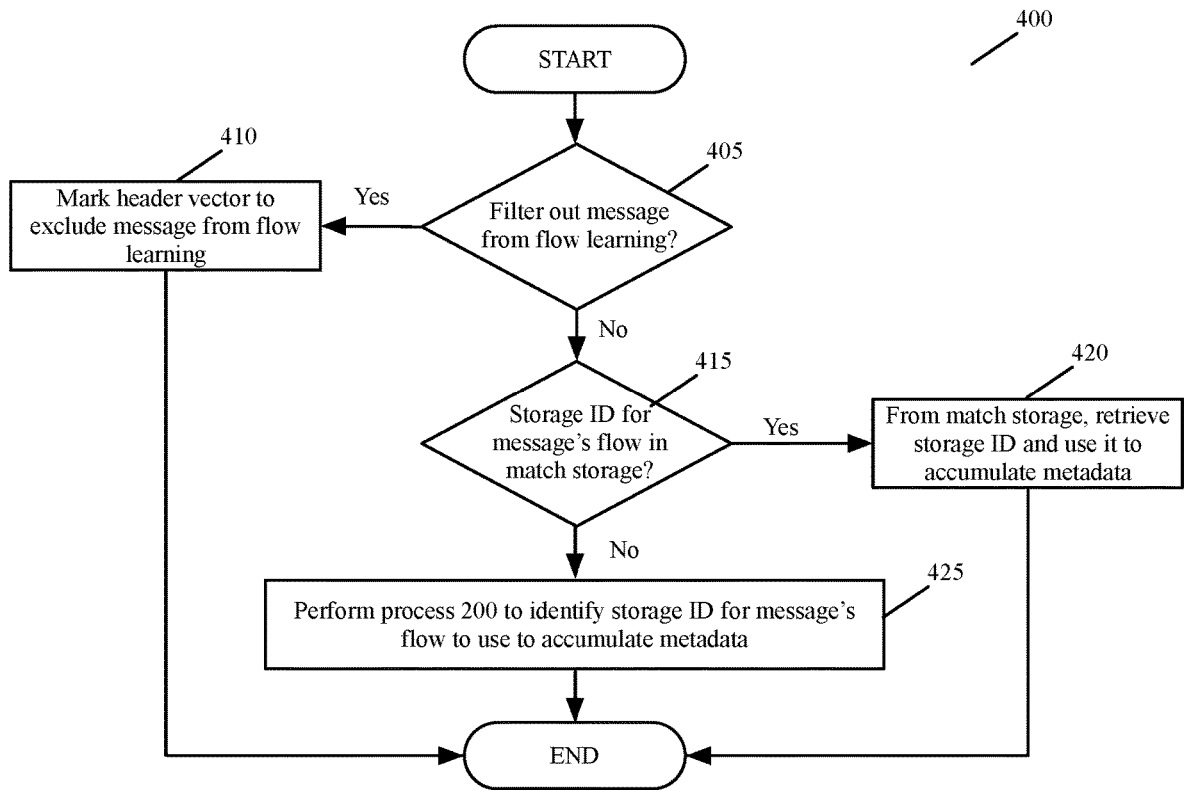 400
START
405
Filter out message
from flow learning?
410
Yes
Mark header vector to
exclude message from flow
learning
No
415
Storage ID for
message’s flow in
match storage?
Yes
420
From match storage, retrieve
storage ID and use it to
accumulate metadata
No
425
Perform process 200 to identify storage ID for message’s
flow to use to accumulate metadata
END